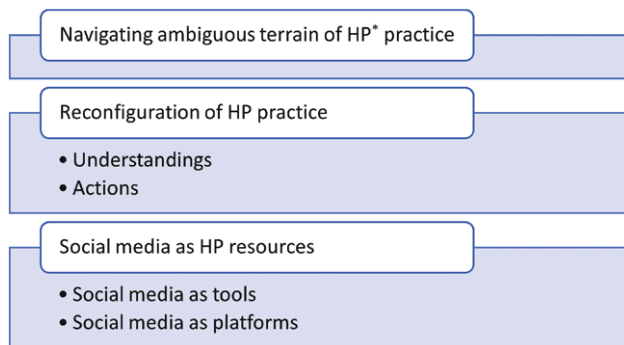 Navigating ambiguous terrain of HP* practice
Reconfiguration of HP practice
• Understandings
• Actions
Social media as HP resources
• Social media as tools
• Social media as platforms